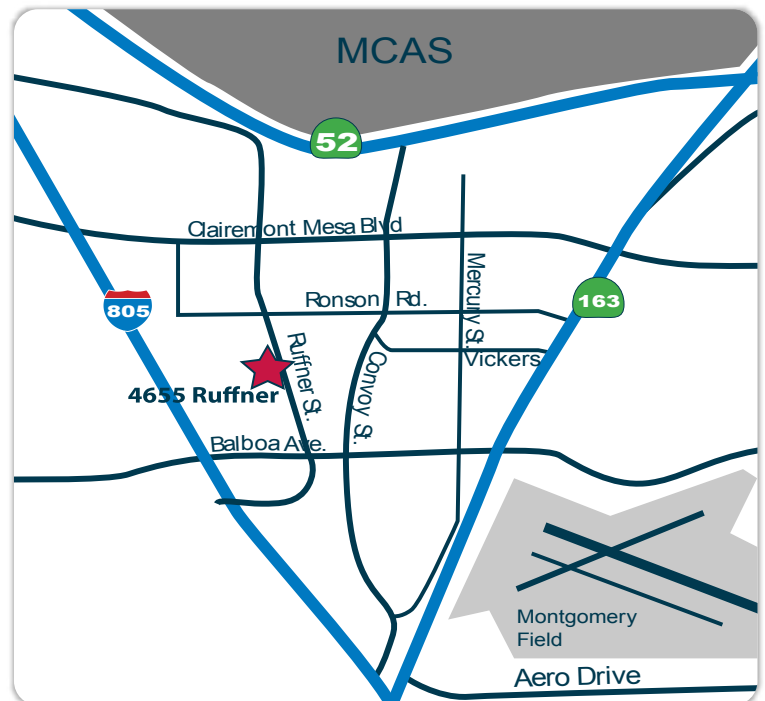 MCAS
52
Clairemont Mesa Blvd
Mercury St.
805
Ronson Rd.
163
Ruffner St.
Convoy St.
Vickers
4655 Ruffner
Balboa Ave.
Montgomery
Field
Aero Drive